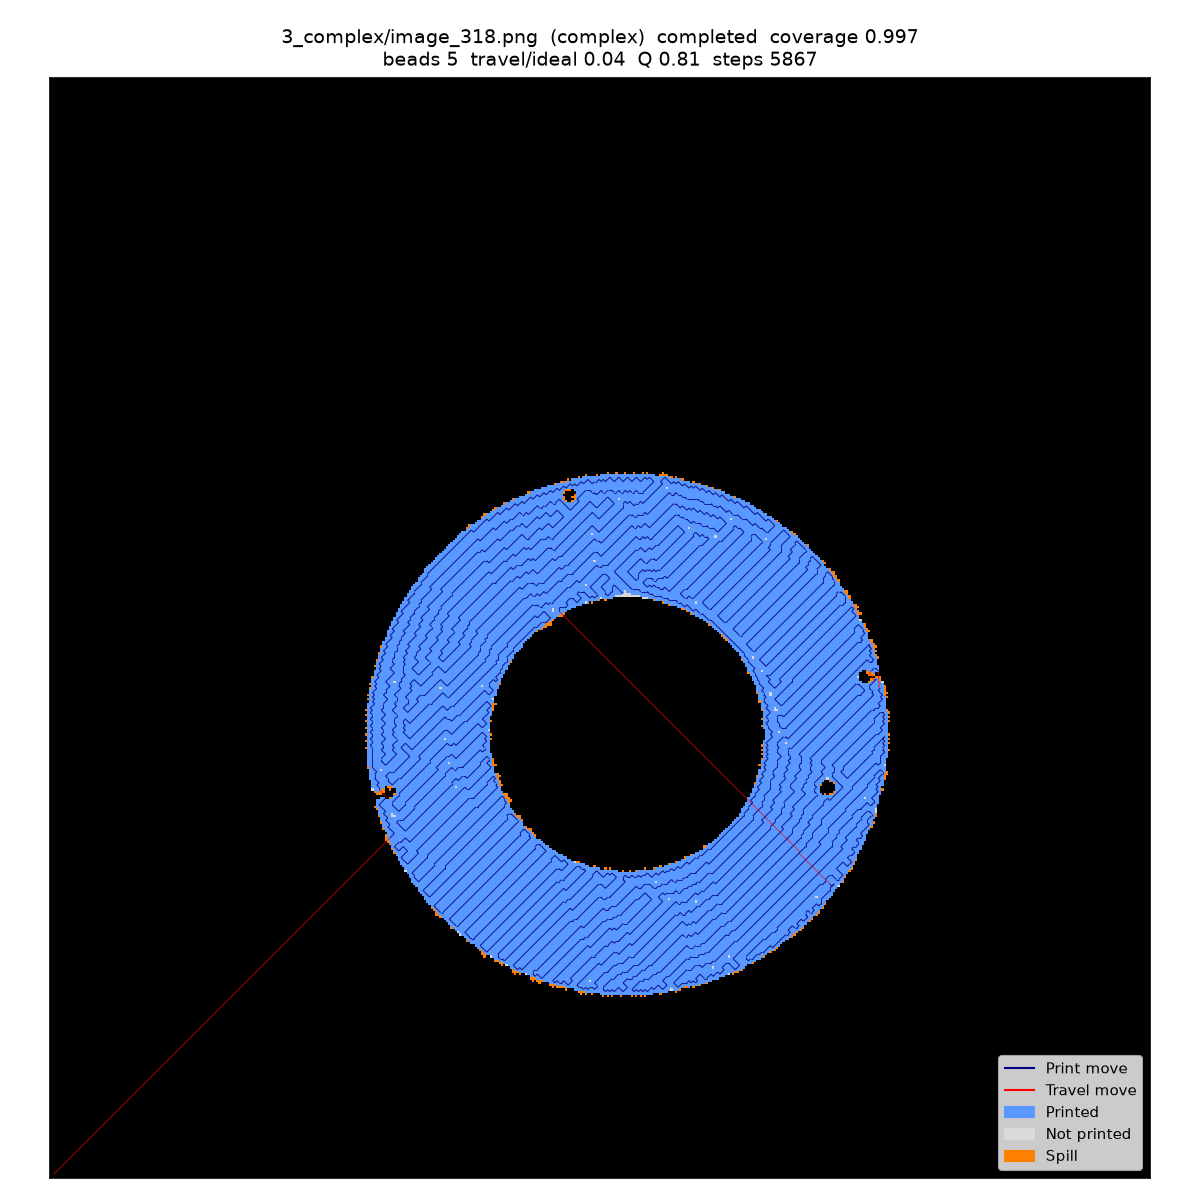 3_complex/image_318.png  (complex)  completed  coverage 0.997
beads 5  travel/ideal 0.04  Q 0.81  steps 5867
Print move
Travel move
Printed
Not printed
Spill